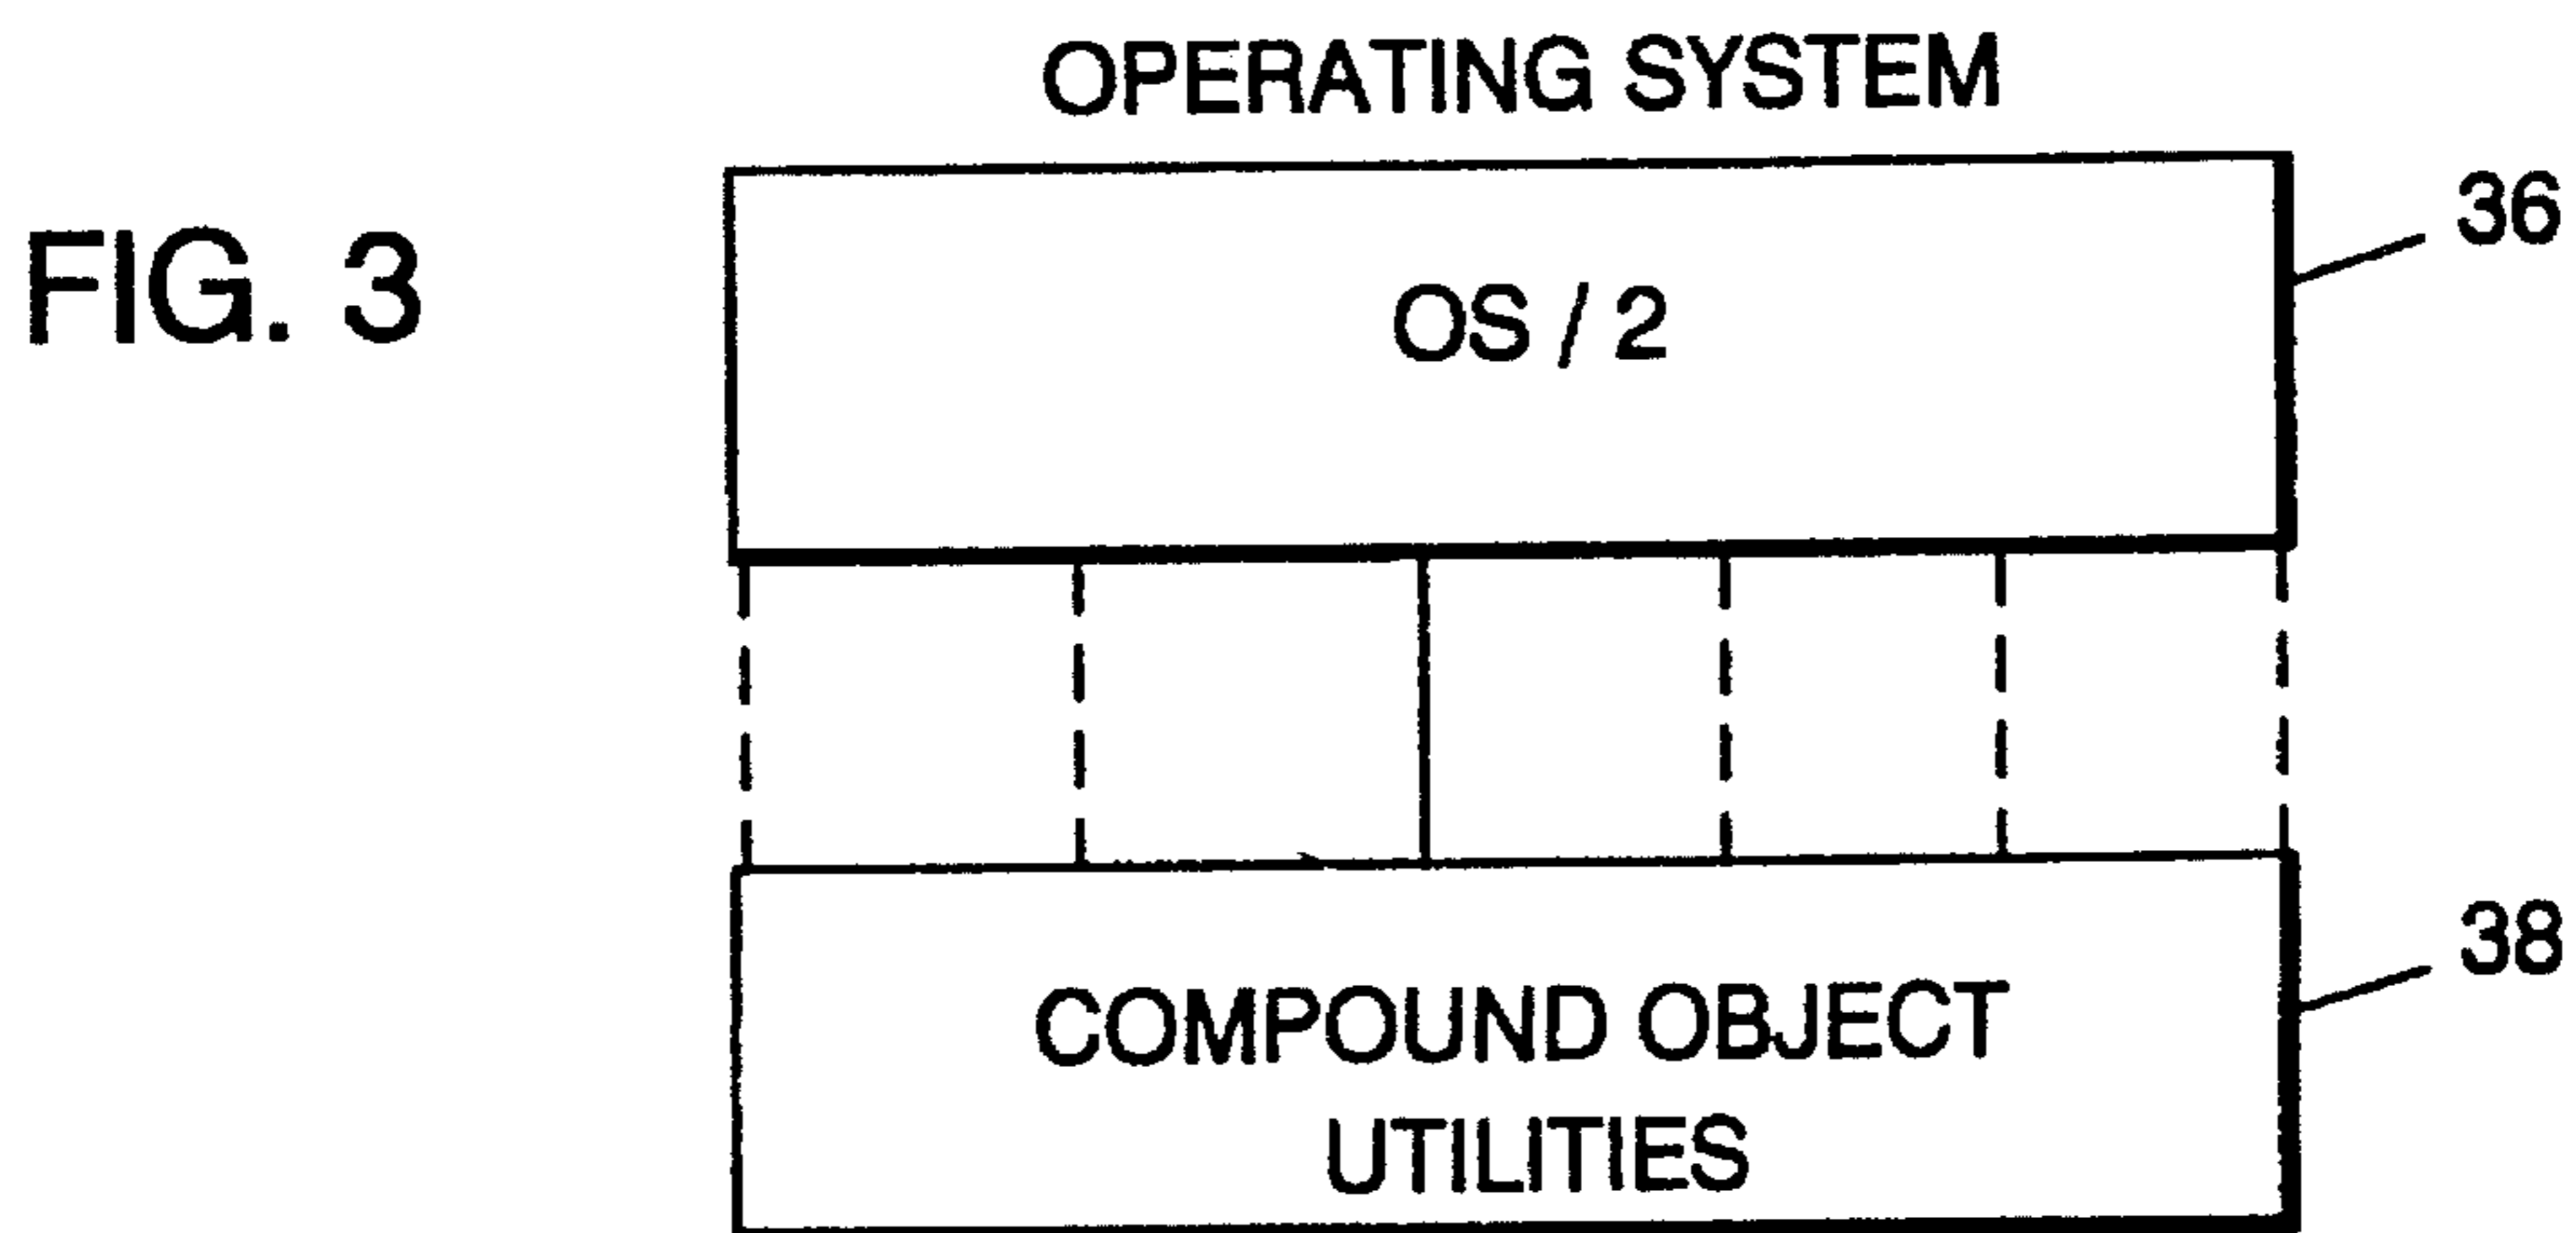 OPERATING SYSTEM
FIG. 3
36
OS / 2
38
COMPOUND OBJECT
UTILITIES